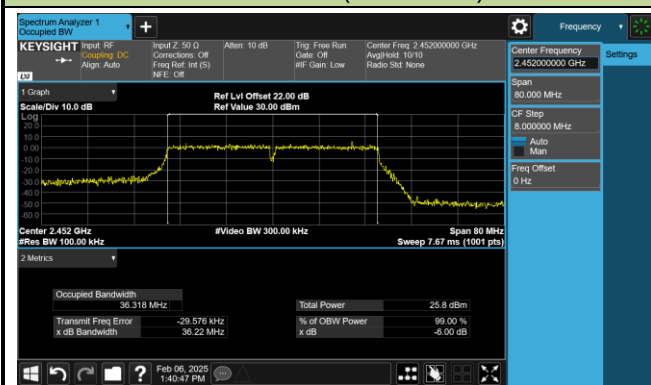 Spectrum Analyzer 1
Occupied BW
+
Frequency
KEYSIGHT
Input: RF
Coupling: DC
Align: Auto
Input Z: 50 Ω
Corrections: Off
Freq Ref: Int (S)
NFE: Off
Atten: 10 dB
Trig: Free Run
Gate: Off
#IF Gain: Low
Center Freq: 2.452000000 GHz
Avg|Hold: 10/10
Radio Std: None
Center Frequency
2.452000000 GHz
Settings
Span
80.000 MHz
CF Step
8.000000 MHz
Auto
Man
Freq Offset
0 Hz
1 Graph
Scale/Div 10.0 dB
Ref Lvl Offset 22.00 dB
Ref Value 30.00 dBm
Log
20.0
10.0
0.00
-10.0
-20.0
-30.0
-40.0
-50.0
-60.0
Center 2.452 GHz
#Res BW 100.00 kHz
#Video BW 300.00 kHz
Span 80 MHz
Sweep 7.67 ms (1001 pts)
2 Metrics
Occupied Bandwidth
36.318 MHz
Total Power 25.8 dBm
Transmit Freq Error -29.576 kHz
% of OBW Power 99.00 %
x dB Bandwidth 36.22 MHz
x dB -6.00 dB
?
Feb 06, 2025
1:40:47 PM